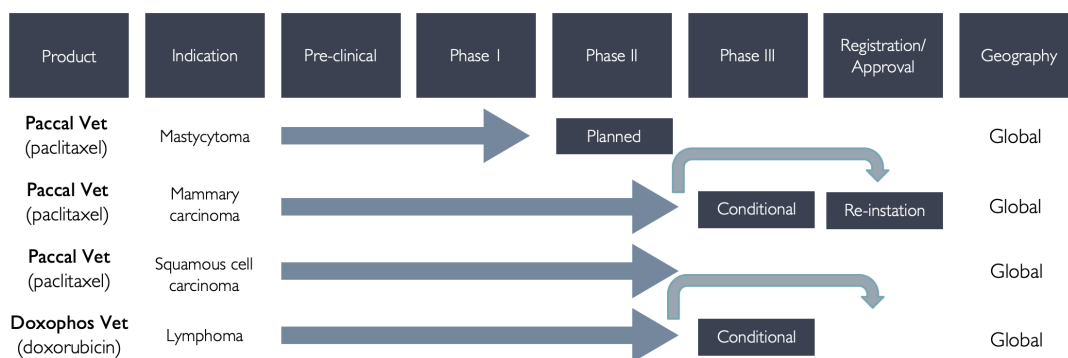 Product
Indication
Pre-clinical
Phase I
Phase II
Phase III
Registration/
Approval
Geography
Paccal Vet
(paclitaxel)
Mastycytoma
Planned
Global
Paccal Vet
(paclitaxel)
Mammary
carcinoma
Conditional
Re-instation
Global
Paccal Vet
(paclitaxel)
Squamous cell
carcinoma
Global
Doxophos Vet
(doxorubicin)
Lymphoma
Conditional
Global